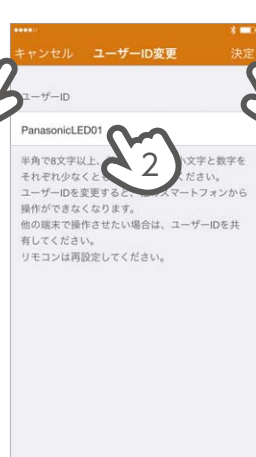 キャンセル ユーザーID変更 決定
ユーザーID
PanasonicLED01
2
半角で8文字以上、 小文字と数字を
それぞれ少なくと ください。
ユーザーIDを変更すると、 スマートフォンから
操作ができなくなります。
他の端末で操作させたい場合は、ユーザーIDを共
有してください。
リモコンは再設定してください。